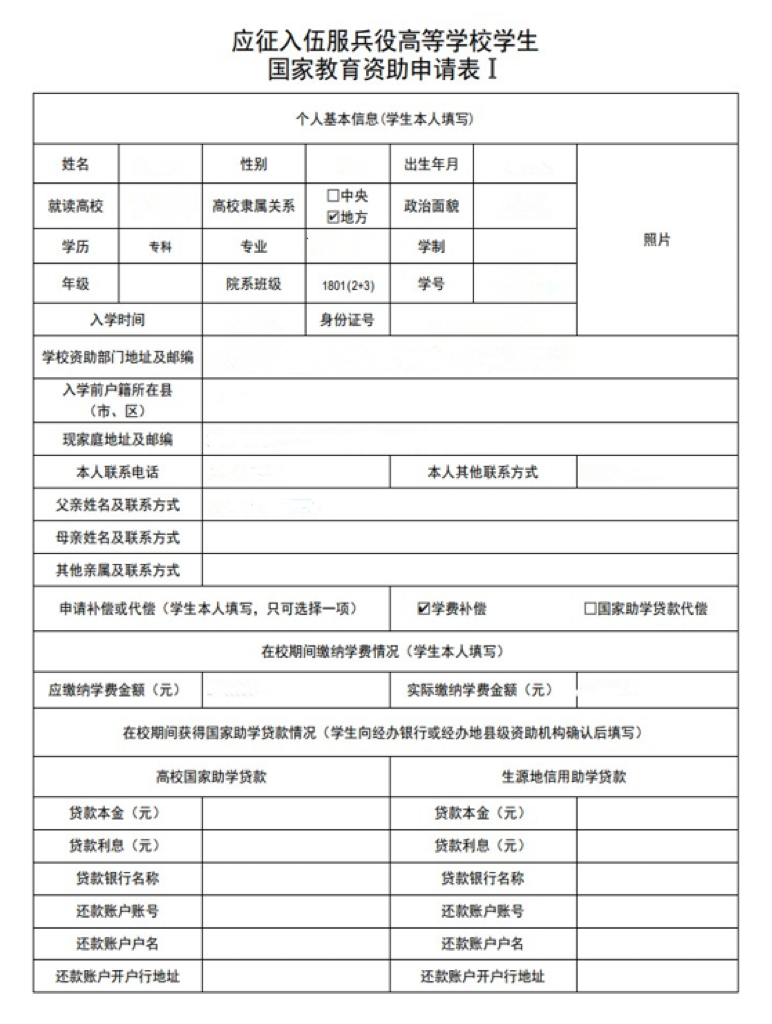 应征入伍服兵役高等学校学生
国家教育资助申请表Ⅰ
个人基本信息(学生本人填写)
姓名 性别 出生年月
照片
就读高校 高校隶属关系 □中央 ☑地方 政治面貌
学历 专科 专业 学制
年级 院系班级 1801(2+3) 学号
入学时间 身份证号
学校资助部门地址及邮编
入学前户籍所在县
（市、区）
现家庭地址及邮编
本人联系电话 本人其他联系方式
父亲姓名及联系方式
母亲姓名及联系方式
其他亲属及联系方式
申请补偿或代偿（学生本人填写，只可选择一项） ☑学费补偿 □国家助学贷款代偿
在校期间缴纳学费情况（学生本人填写）
应缴纳学费金额（元） 实际缴纳学费金额（元）
在校期间获得国家助学贷款情况（学生向经办银行或经办地县级资助机构确认后填写）
高校国家助学贷款 生源地信用助学贷款
贷款本金（元） 贷款本金（元）
贷款利息（元） 贷款利息（元）
贷款银行名称 贷款银行名称
还款账户账号 还款账户账号
还款账户户名 还款账户户名
还款账户开户行地址 还款账户开户行地址